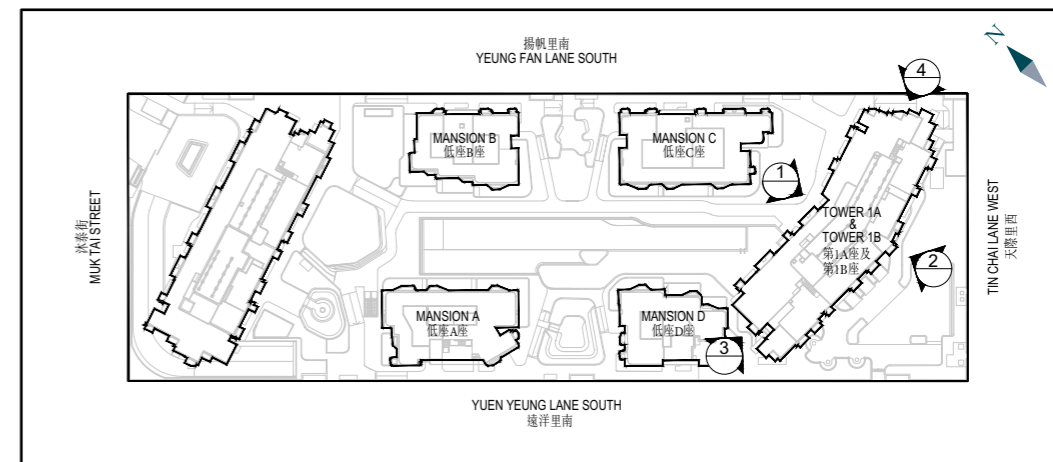 揚帆里南
YEUNG FAN LANE SOUTH
N
4
MANSION B
低座B座
MANSION C
低座C座
1
沐泰街
MUK TAI STREET
TOWER 1A
&
TOWER 1B
第1A座及
第1B座
2
TIN CHAI LANE WEST
天際里西
MANSION A
低座A座
MANSION D
低座D座
3
YUEN YEUNG LANE SOUTH
遠洋里南